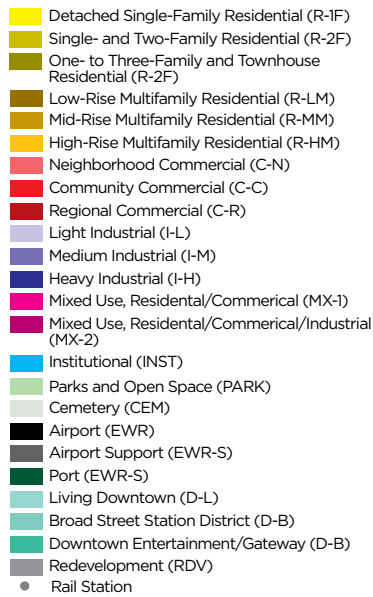 Detached Single-Family Residential (R-1F)
Single- and Two-Family Residential (R-2F)
One- to Three-Family and Townhouse
Residential (R-2F)
Low-Rise Multifamily Residential (R-LM)
Mid-Rise Multifamily Residential (R-MM)
High-Rise Multifamily Residential (R-HM)
Neighborhood Commercial (C-N)
Community Commercial (C-C)
Regional Commercial (C-R)
Light Industrial (I-L)
Medium Industrial (I-M)
Heavy Industrial (I-H)
Mixed Use, Residental/Commerical (MX-1)
Mixed Use, Residental/Commerical/Industrial
(MX-2)
Institutional (INST)
Parks and Open Space (PARK)
Cemetery (CEM)
Airport (EWR)
Airport Support (EWR-S)
Port (EWR-S)
Living Downtown (D-L)
Broad Street Station District (D-B)
Downtown Entertainment/Gateway (D-B)
Redevelopment (RDV)
Rail Station